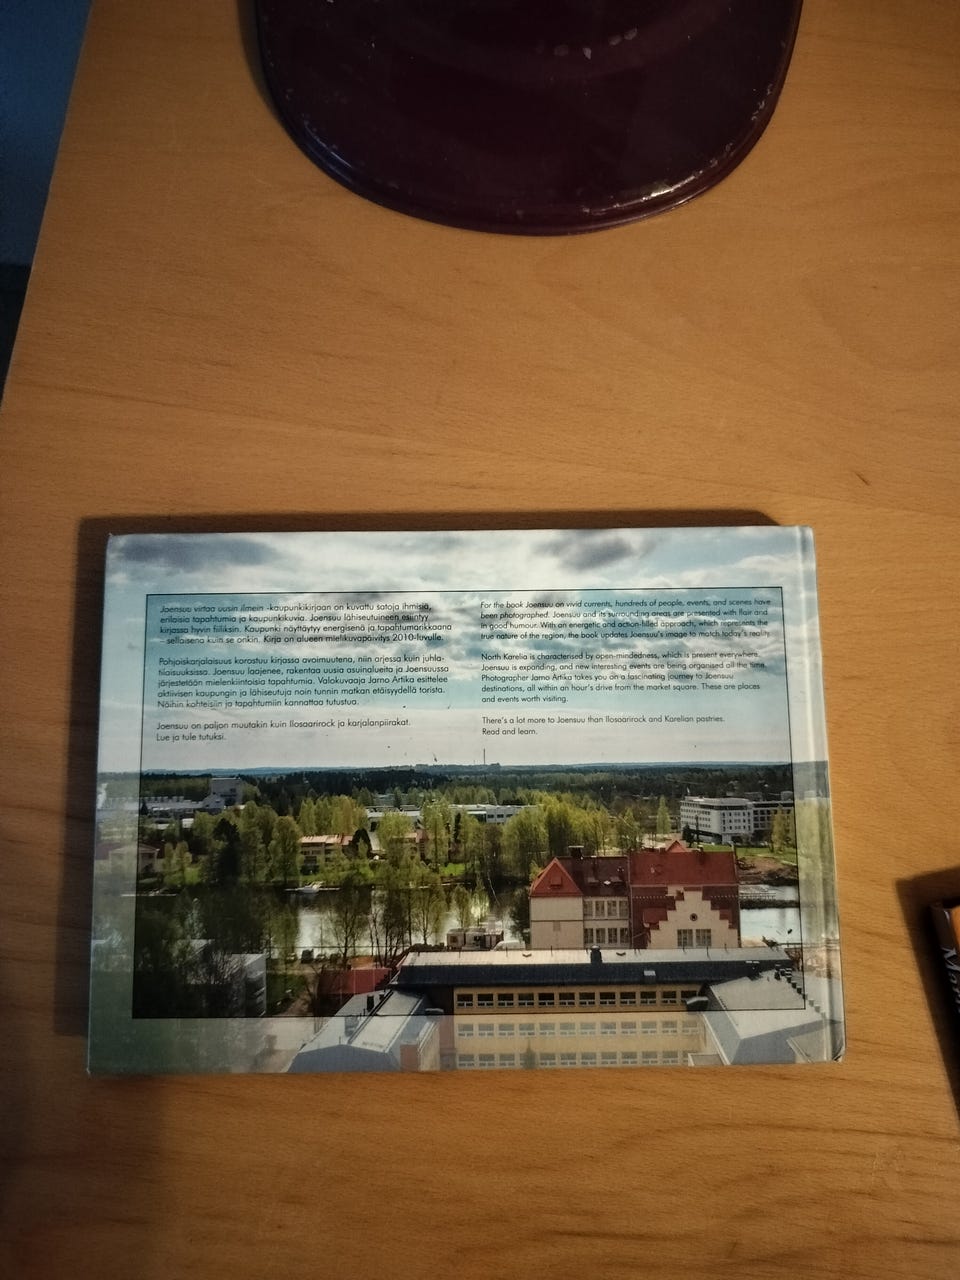 Joensuu virtaa uusin ilmein -kaupunkikirjaan on kuvattu satoja ihmisiä,
erilaisia tapahtumia ja kaupunkikuvia. Joensuu lähiseutuineen esiintyy
kirjassa hyvin fiiliksin. Kaupunki näyttäytyy energisenä ja tapahtumarikkaana
– sellaisena kuin se onkin. Kirja on alueen mielikuvapäivitys 2010-luvulle.
Pohjoiskarjalaisuus korostuu kirjassa avoimuutena, niin arjessa kuin juhla-
tilaisuuksissa. Joensuu laajenee, rakentaa uusia asuinalueita ja Joensuussa
järjestetään mielenkiintoisia tapahtumia. Valokuvaaja Jarno Artika esittelee
aktiivisen kaupungin ja lähiseutuja noin tunnin matkan etäisyydellä torista.
Näihin kohteisiin ja tapahtumiin kannattaa tutustua.
Joensuu on paljon muutakin kuin Ilosaarirock ja karjalanpiirakat.
Lue ja tule tutuksi.
For the book Joensuu on vivid currents, hundreds of people, events, and scenes have
been photographed. Joensuu and its surrounding areas are presented with flair and
in good humour. With an energetic and action-filled approach, which represents the
true nature of the region, the book updates Joensuu's image to match today's reality.
North Karelia is characterised by open-mindedness, which is present everywhere.
Joensuu is expanding, and new interesting events are being organised all the time.
Photographer Jarno Artika takes you on a fascinating journey to Joensuu
destinations, all within an hour's drive from the market square. These are places
and events worth visiting.
There's a lot more to Joensuu than Ilosaarirock and Karelian pastries.
Read and learn.